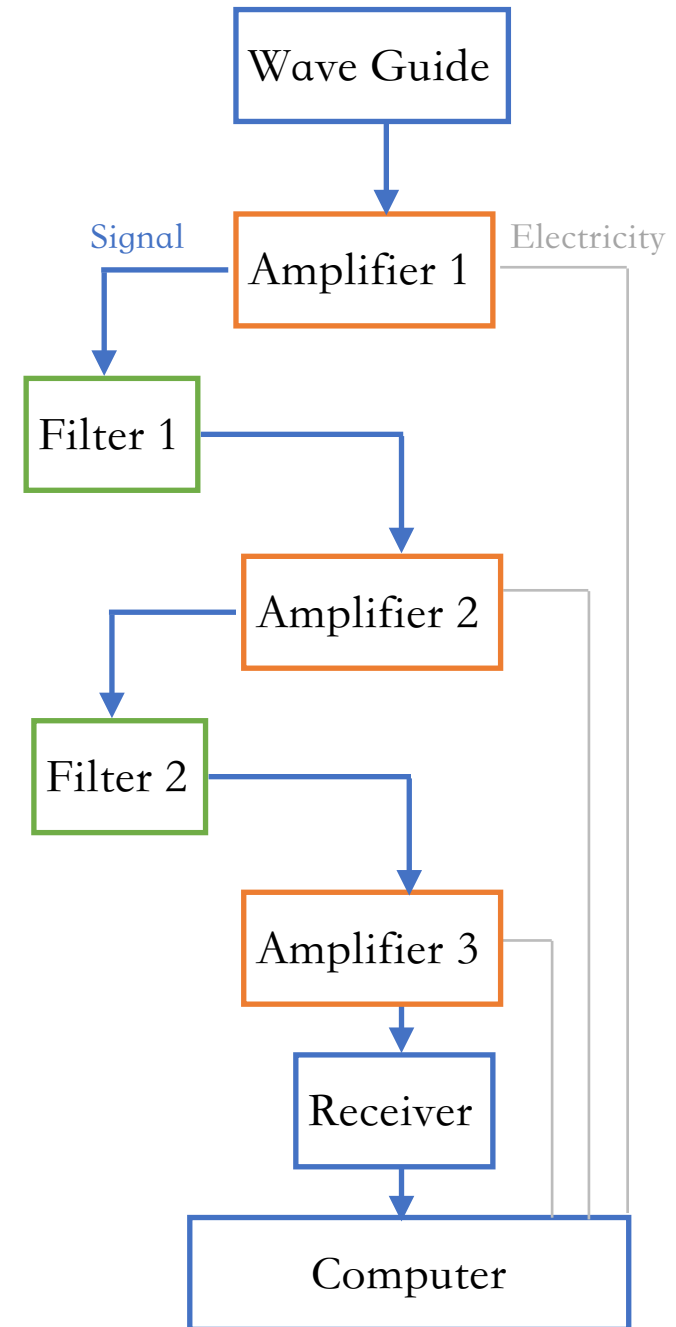 Wave Guide
Signal
Electricity
Amplifier 1
Filter 1
Amplifier 2
Filter 2
Amplifier 3
Receiver
Computer